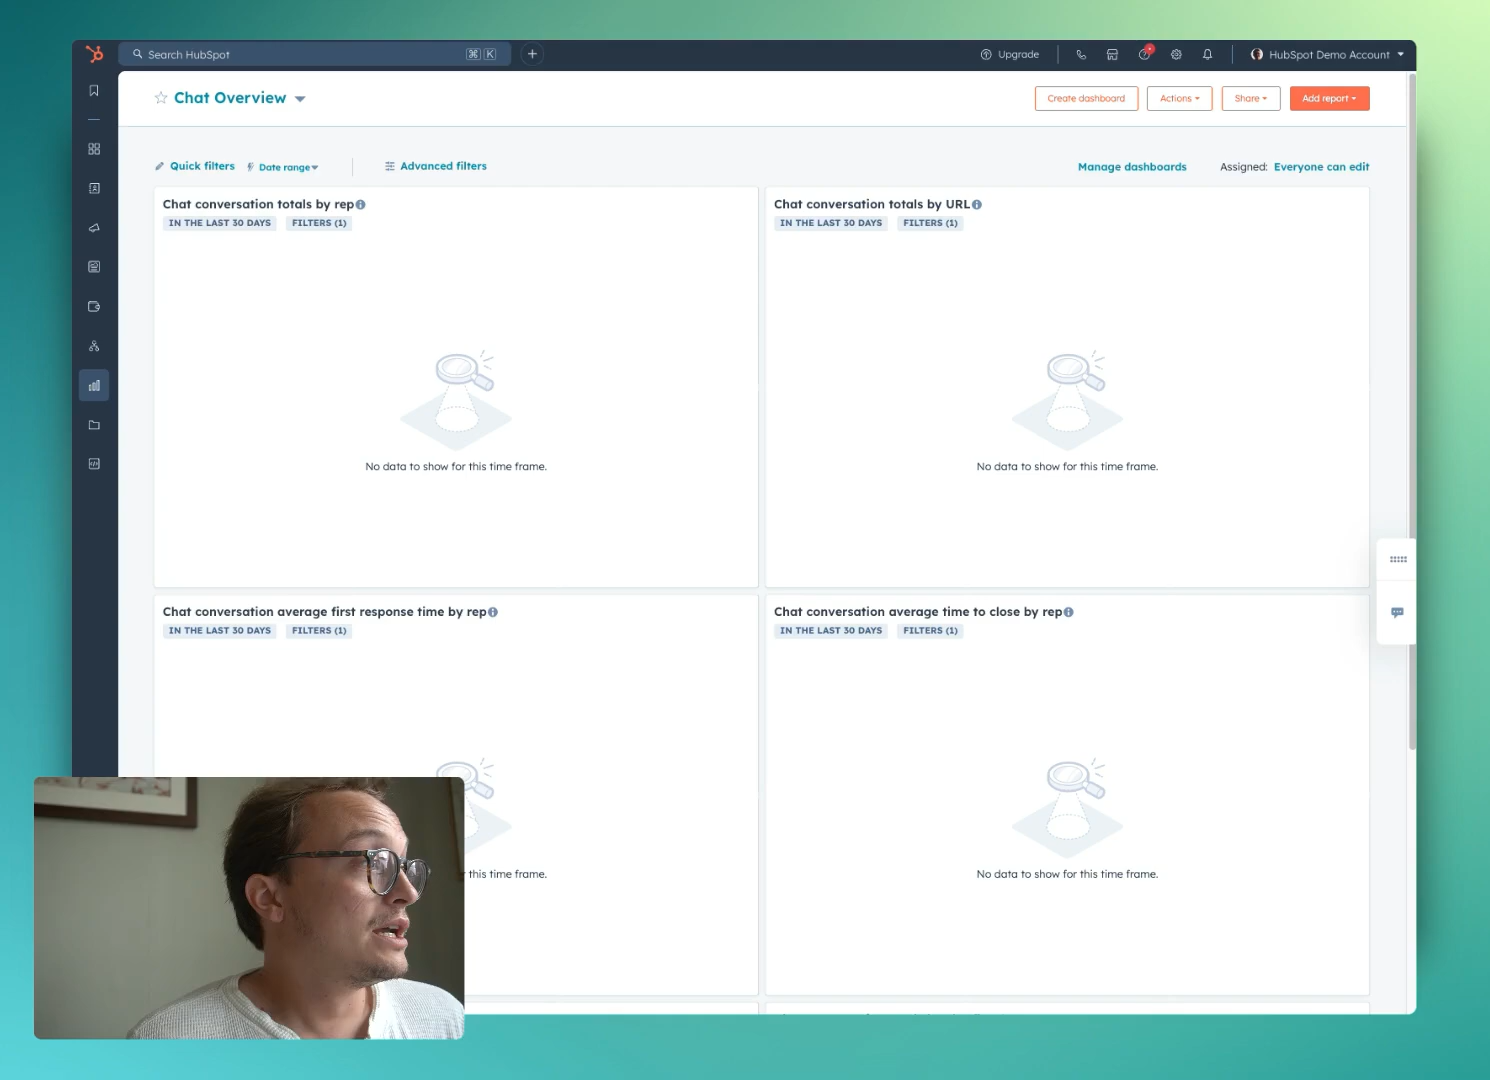 Search HubSpot
⌘ K
Upgrade
HubSpot Demo Account
Chat Overview
Create dashboard
Actions
Share
Add report
Quick filters
Date range
Advanced filters
Manage dashboards
Assigned: Everyone can edit
Chat conversation totals by rep
IN THE LAST 30 DAYS FILTERS (1)
No data to show for this time frame.
Chat conversation totals by URL
IN THE LAST 30 DAYS FILTERS (1)
No data to show for this time frame.
Chat conversation average first response time by rep
IN THE LAST 30 DAYS FILTERS (1)
this time frame.
Chat conversation average time to close by rep
IN THE LAST 30 DAYS FILTERS (1)
No data to show for this time frame.